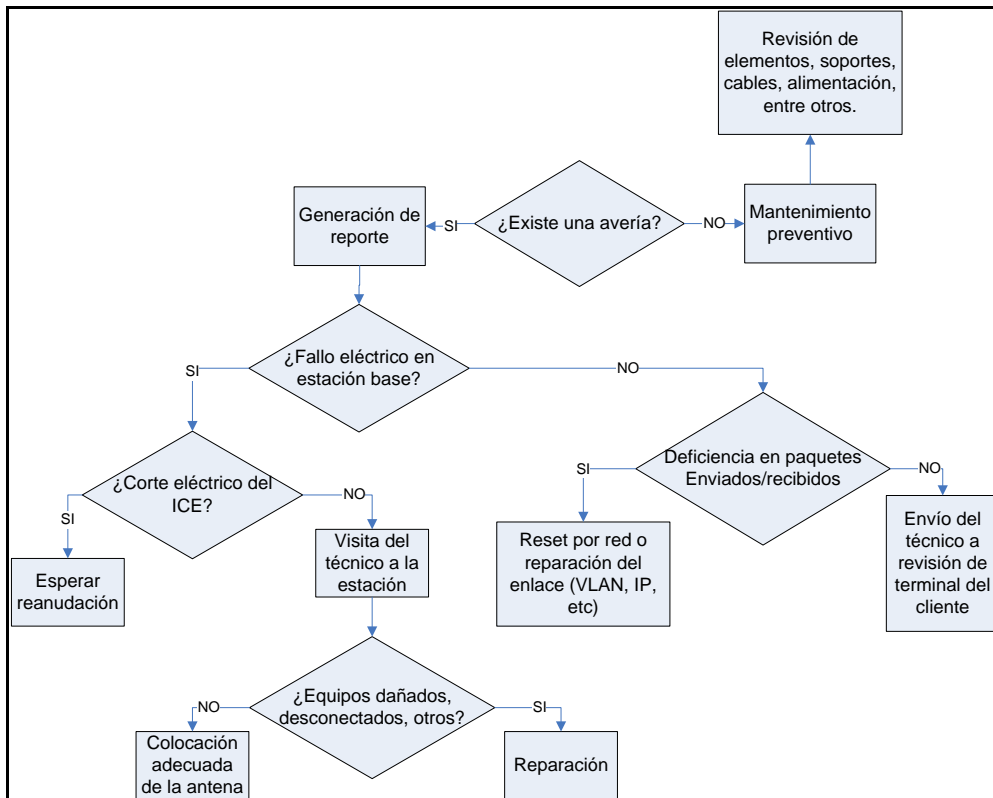 Revisión de
elementos, soportes,
cables, alimentación,
entre otros.
Generación de
reporte
SI
¿Existe una avería?
NO
Mantenimiento
preventivo
¿Fallo eléctrico en
estación base?
SI
NO
¿Corte eléctrico del
ICE?
SI
NO
Deficiencia en paquetes
Enviados/recibidos
SI
NO
Esperar
reanudación
Visita del
técnico a la
estación
Reset por red o
reparación del
enlace (VLAN, IP,
etc)
Envío del
técnico a
revisión de
terminal del
cliente
¿Equipos dañados,
desconectados, otros?
NO
SI
Colocación
adecuada
de la antena
Reparación